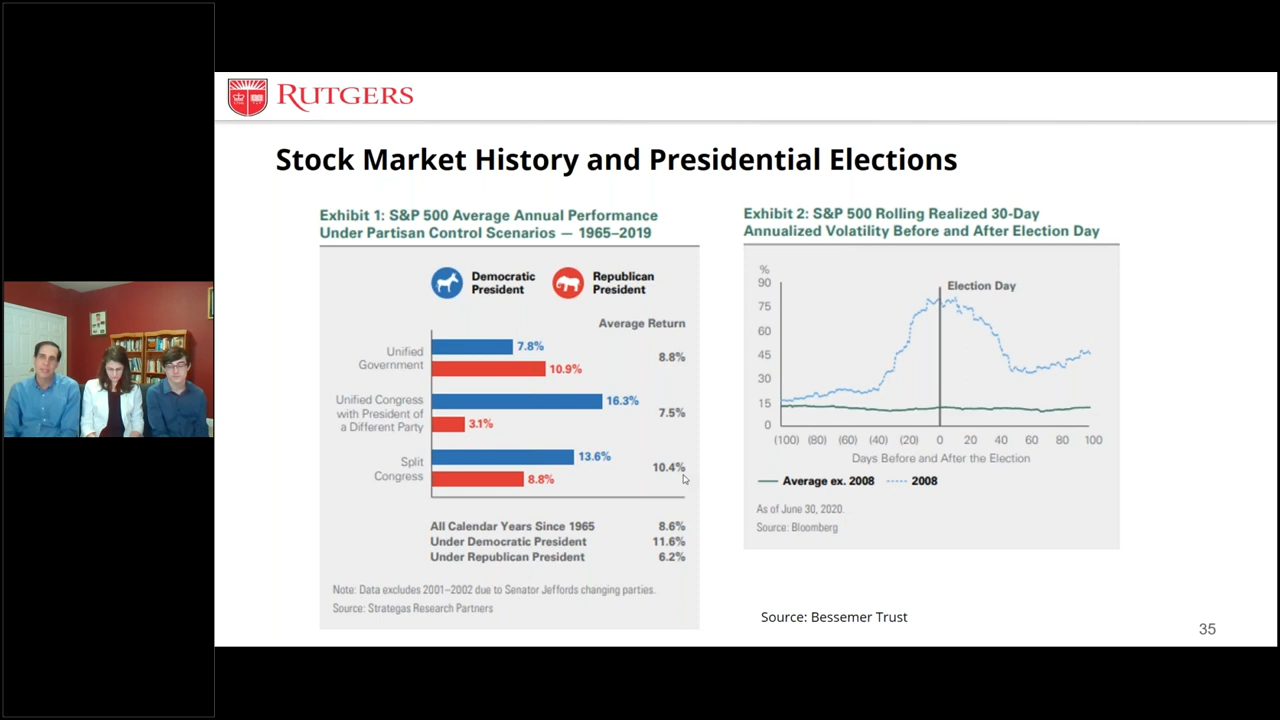 RUTGERS
Stock Market History and Presidential Elections
Exhibit 1: S&P 500 Average Annual Performance
Under Partisan Control Scenarios — 1965–2019
Democratic
President
Republican
President
Average Return
Unified
Government
7.8%
10.9%
8.8%
Unified Congress
with President of
a Different Party
16.3%
3.1%
7.5%
Split
Congress
13.6%
8.8%
10.4%
All Calendar Years Since 1965 8.6%
Under Democratic President 11.6%
Under Republican President 6.2%
Note: Data excludes 2001–2002 due to Senator Jeffords changing parties.
Source: Strategas Research Partners
Exhibit 2: S&P 500 Rolling Realized 30-Day
Annualized Volatility Before and After Election Day
%
90
75
60
45
30
15
0
Election Day
(100) (80) (60) (40) (20) 0 20 40 60 80 100
Days Before and After the Election
Average ex. 2008 2008
As of June 30, 2020.
Source: Bloomberg
Source: Bessemer Trust
35